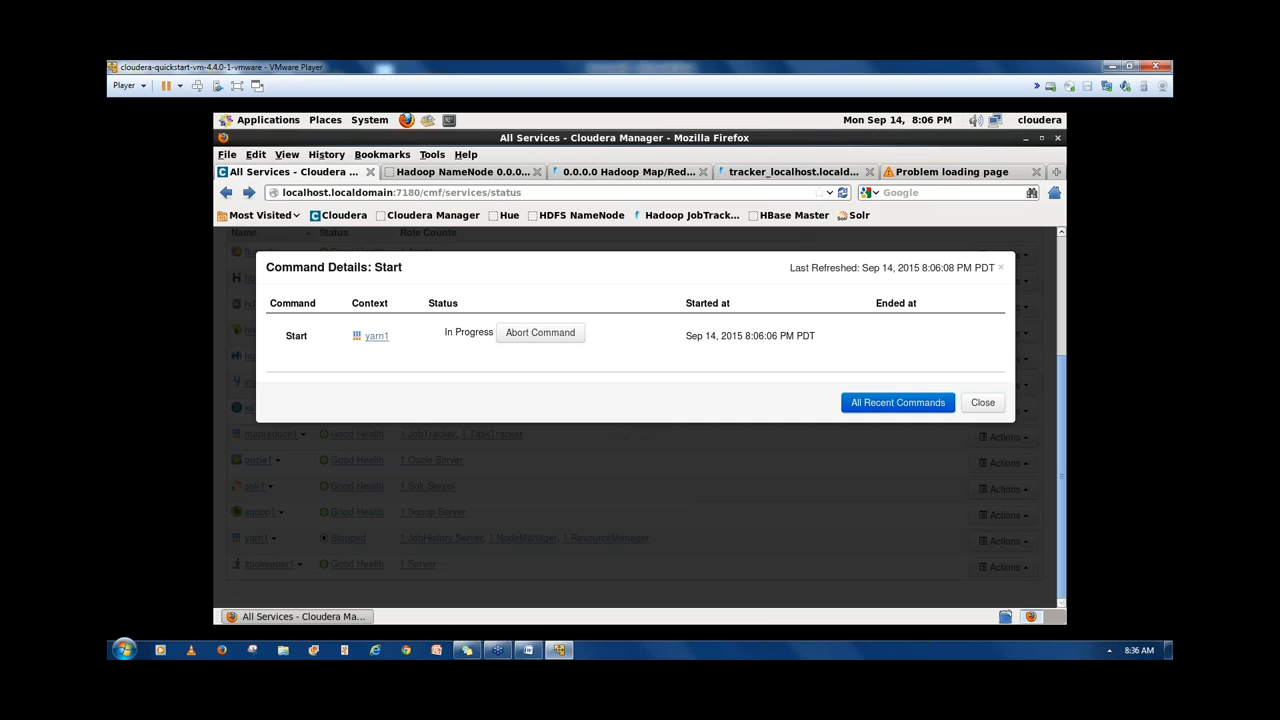 cloudera-quickstart-vm-4.4.0-1-vmware - VMware Player
Player
Applications Places System Mon Sep 14, 8:06 PM cloudera
All Services - Cloudera Manager - Mozilla Firefox
File Edit View History Bookmarks Tools Help
All Services - Cloudera ... Hadoop NameNode 0.0.0... 0.0.0.0 Hadoop Map/Red... tracker_localhost.locald... Problem loading page
localhost.localdomain:7180/cmf/services/status Google
Most Visited Cloudera Cloudera Manager Hue HDFS NameNode Hadoop JobTrack... HBase Master Solr
Name Status Role Counts
Command Details: Start Last Refreshed: Sep 14, 2015 8:06:08 PM PDT
Command Context Status Started at Ended at
Start yarn1 In Progress Abort Command Sep 14, 2015 8:06:06 PM PDT
All Recent Commands Close
mapreduce1 Good Health 1 JobTracker, 1 TaskTracker Actions
oozie1 Good Health 1 Oozie Server Actions
solr1 Good Health 1 Solr Server Actions
sqoop1 Good Health 1 Sqoop Server Actions
yarn1 Stopped 1 JobHistory Server, 1 NodeManager, 1 ResourceManager Actions
zookeeper1 Good Health 1 Server Actions
All Services - Cloudera Ma...
8:36 AM